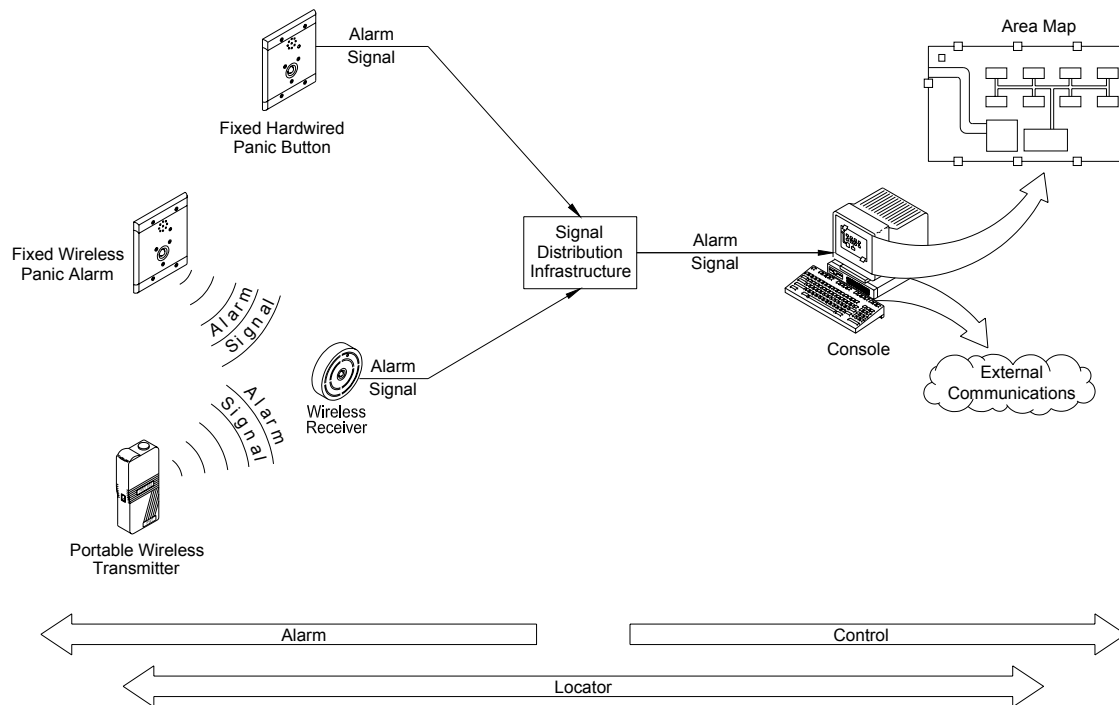 Alarm
Signal
Fixed Hardwired
Panic Button
Area Map
Fixed Wireless
Panic Alarm
Alarm
Signal
Signal
Distribution
Infrastructure
Alarm
Signal
Console
External
Communications
Alarm
Signal
Wireless
Receiver
Alarm
Signal
Portable Wireless
Transmitter
Alarm
Control
Locator